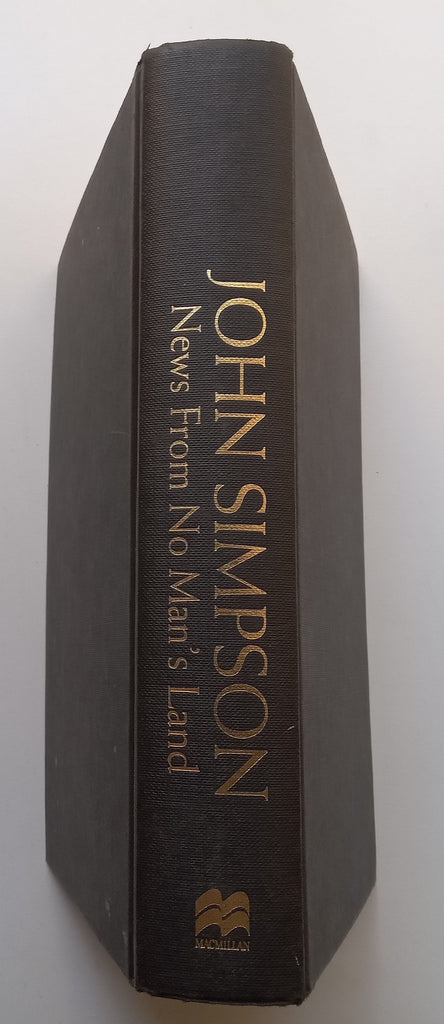 JOHN SIMPSON
News From No Man's Land
MACMILLAN